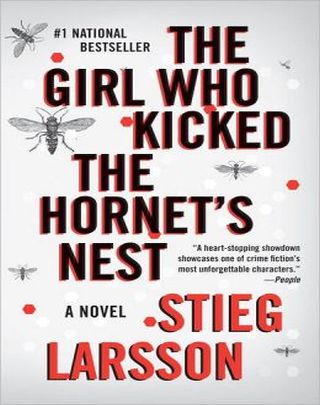 #1 NATIONAL
BESTSELLER
THE
GIRL WHO
KICKED
THE
HORNET'S
NEST
"A heart-stopping showdown
showcases one of crime fiction's
most unforgettable characters."
—People
A NOVEL
STIEG
LARSSON